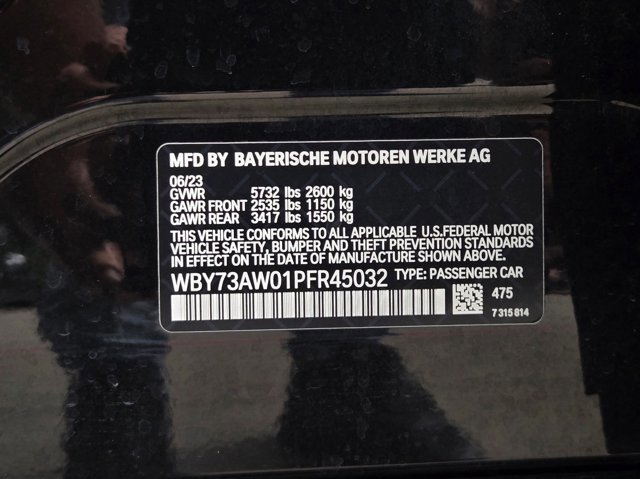 MFD BY BAYERISCHE MOTOREN WERKE AG
06/23
GVWR 5732 lbs 2600 kg
GAWR FRONT 2535 lbs 1150 kg
GAWR REAR 3417 lbs 1550 kg
THIS VEHICLE CONFORMS TO ALL APPLICABLE U.S.FEDERAL MOTOR
VEHICLE SAFETY, BUMPER AND THEFT PREVENTION STANDARDS
IN EFFECT ON THE DATE OF MANUFACTURE SHOWN ABOVE.
WBY73AW01PFR45032 TYPE: PASSENGER CAR
475
7 315 814